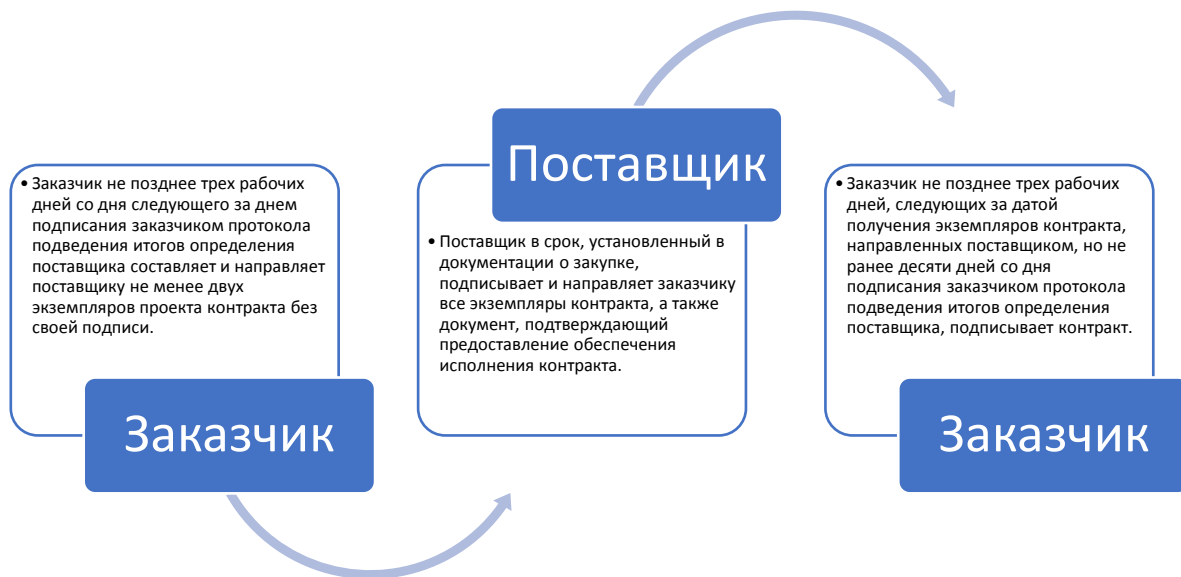 • Заказчик не позднее трех рабочих
дней со дня следующего за днем
подписания заказчиком протокола
подведения итогов определения
поставщика составляет и направляет
поставщику не менее двух
экземпляров проекта контракта без
своей подписи.
Заказчик
Поставщик
• Поставщик в срок, установленный в
документации о закупке,
подписывает и направляет заказчику
все экземпляры контракта, а также
документ, подтверждающий
предоставление обеспечения
исполнения контракта.
• Заказчик не позднее трех рабочих
дней, следующих за датой
получения экземпляров контракта,
направленных поставщиком, но не
ранее десяти дней со дня
подписания заказчиком протокола
подведения итогов определения
поставщика, подписывает контракт.
Заказчик